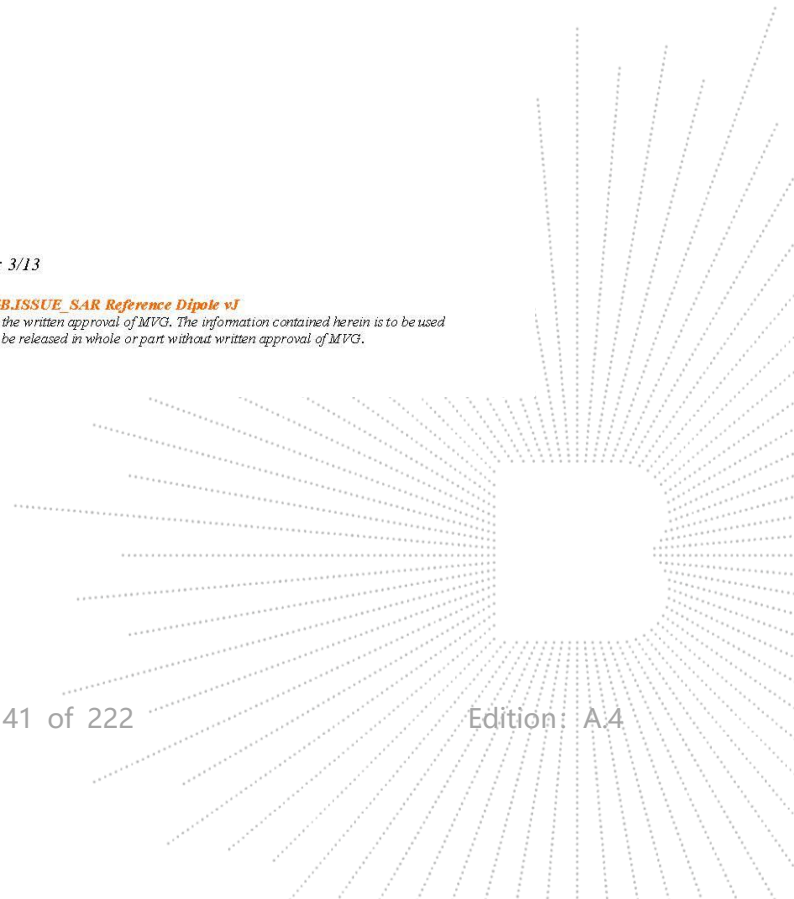 : 3/13
B.ISSUE_SAR Reference Dipole vJ
the written approval of MVG. The information contained herein is to be used
be released in whole or part without written approval of MVG.
41 of 222 Edition: A.4